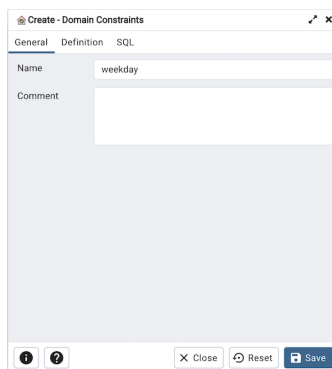 Create - Domain Constraints
General Definition SQL
Name weekday
Comment
Close Reset Save